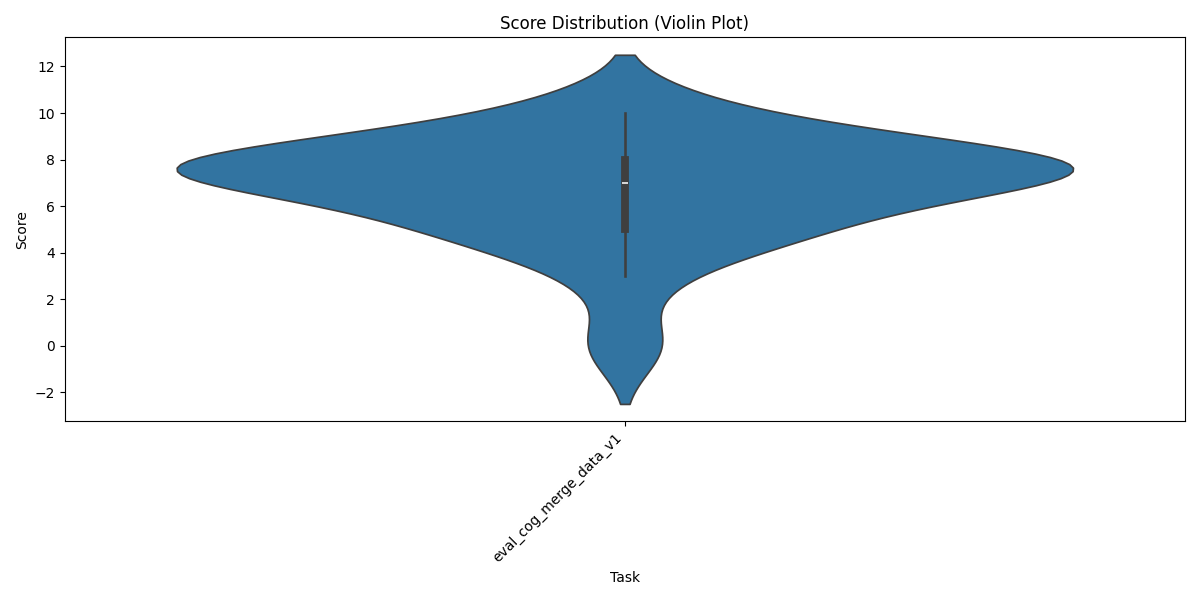 Score Distribution (Violin Plot)
12
10
8
6
4
2
0
−2
Score
eval_cog_merge_data_v1
Task